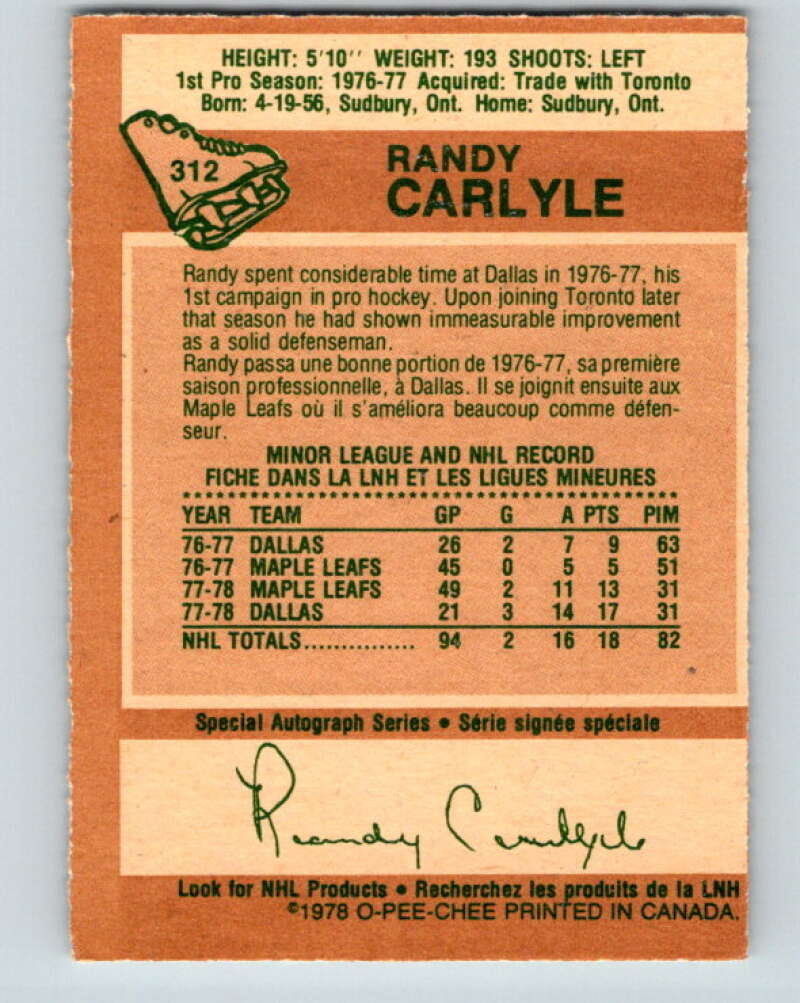 HEIGHT: 5'10'' WEIGHT: 193 SHOOTS: LEFT
1st Pro Season: 1976-77 Acquired: Trade with Toronto
Born: 4-19-56, Sudbury, Ont. Home: Sudbury, Ont.
312
RANDY
CARLYLE
Randy spent considerable time at Dallas in 1976-77, his
1st campaign in pro hockey. Upon joining Toronto later
that season he had shown immeasurable improvement
as a solid defenseman.
Randy passa une bonne portion de 1976-77, sa première
saison professionnelle, à Dallas. Il se joignit ensuite aux
Maple Leafs où il s'améliora beaucoup comme défen-
seur.
MINOR LEAGUE AND NHL RECORD
FICHE DANS LA LNH ET LES LIGUES MINEURES
YEAR TEAM GP G A PTS PIM
76-77 DALLAS 26 2 7 9 63
76-77 MAPLE LEAFS 45 0 5 5 51
77-78 MAPLE LEAFS 49 2 11 13 31
77-78 DALLAS 21 3 14 17 31
NHL TOTALS............... 94 2 16 18 82
Special Autograph Series • Série signée spéciale
Randy Carlyle
Look for NHL Products • Recherchez les produits de la LNH
©1978 O-PEE-CHEE PRINTED IN CANADA.